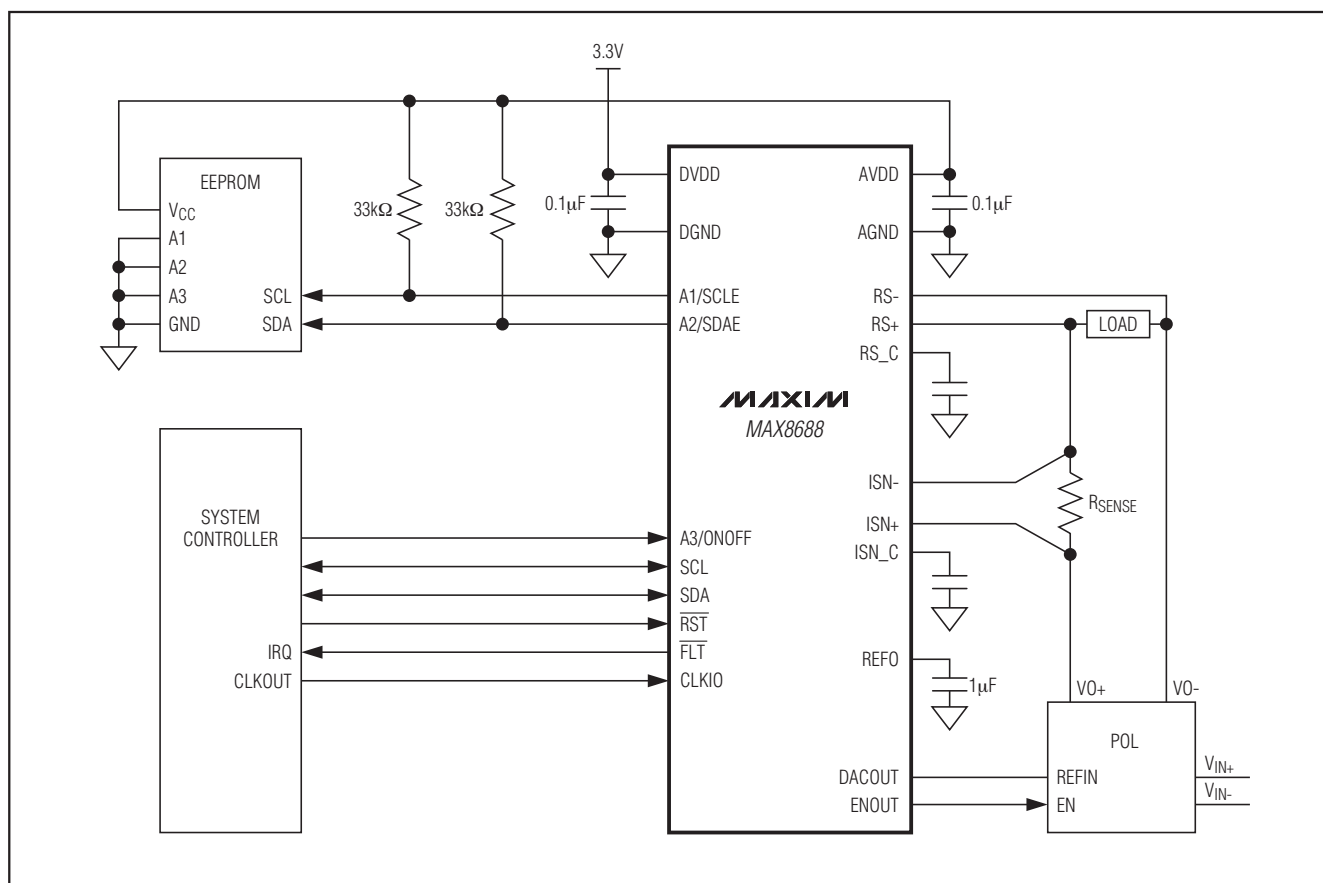 3.3V
EEPROM
VCC
A1
A2
A3
GND
SCL
SDA
33kΩ
33kΩ
0.1µF
DVDD
DGND
A1/SCLE
A2/SDAE
AVDD
AGND
RS-
RS+
RS_C
0.1µF
LOAD
MAXIM
MAX8688
ISN-
ISN+
ISN_C
RSENSE
SYSTEM
CONTROLLER
IRQ
CLKOUT
A3/ONOFF
SCL
SDA
RST
FLT
CLKIO
REFO
1µF
DACOUT
ENOUT
VO+
VO-
POL
REFIN
EN
VIN+
VIN-